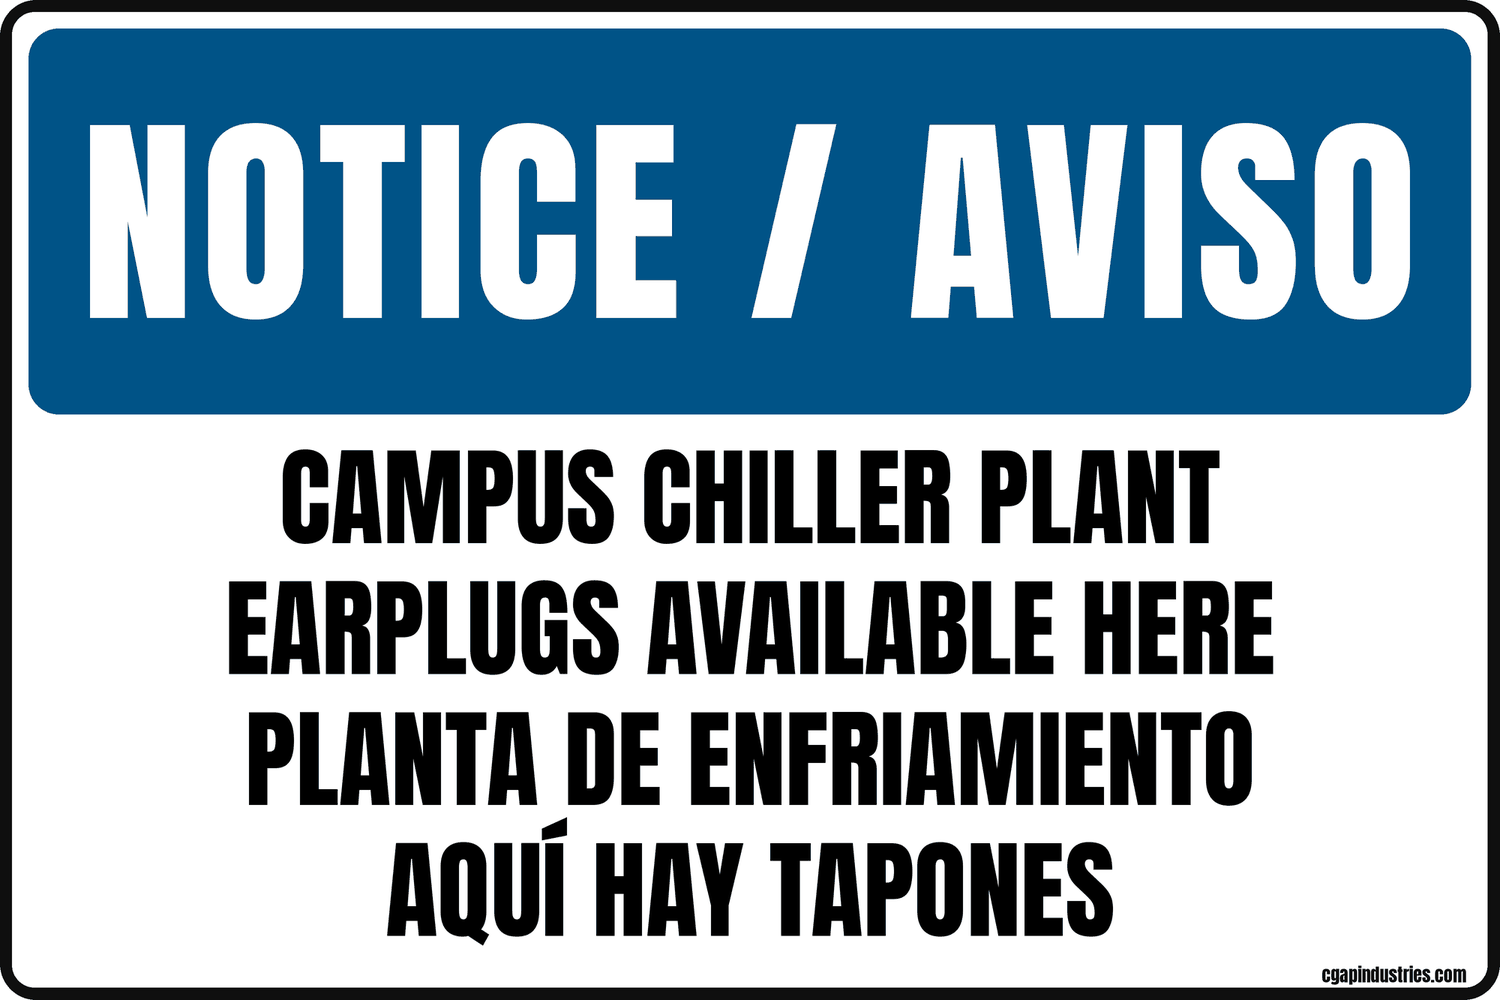 NOTICE / AVISO
CAMPUS CHILLER PLANT
EARPLUGS AVAILABLE HERE
PLANTA DE ENFRIAMIENTO
AQUÍ HAY TAPONES
cgapindustries.com